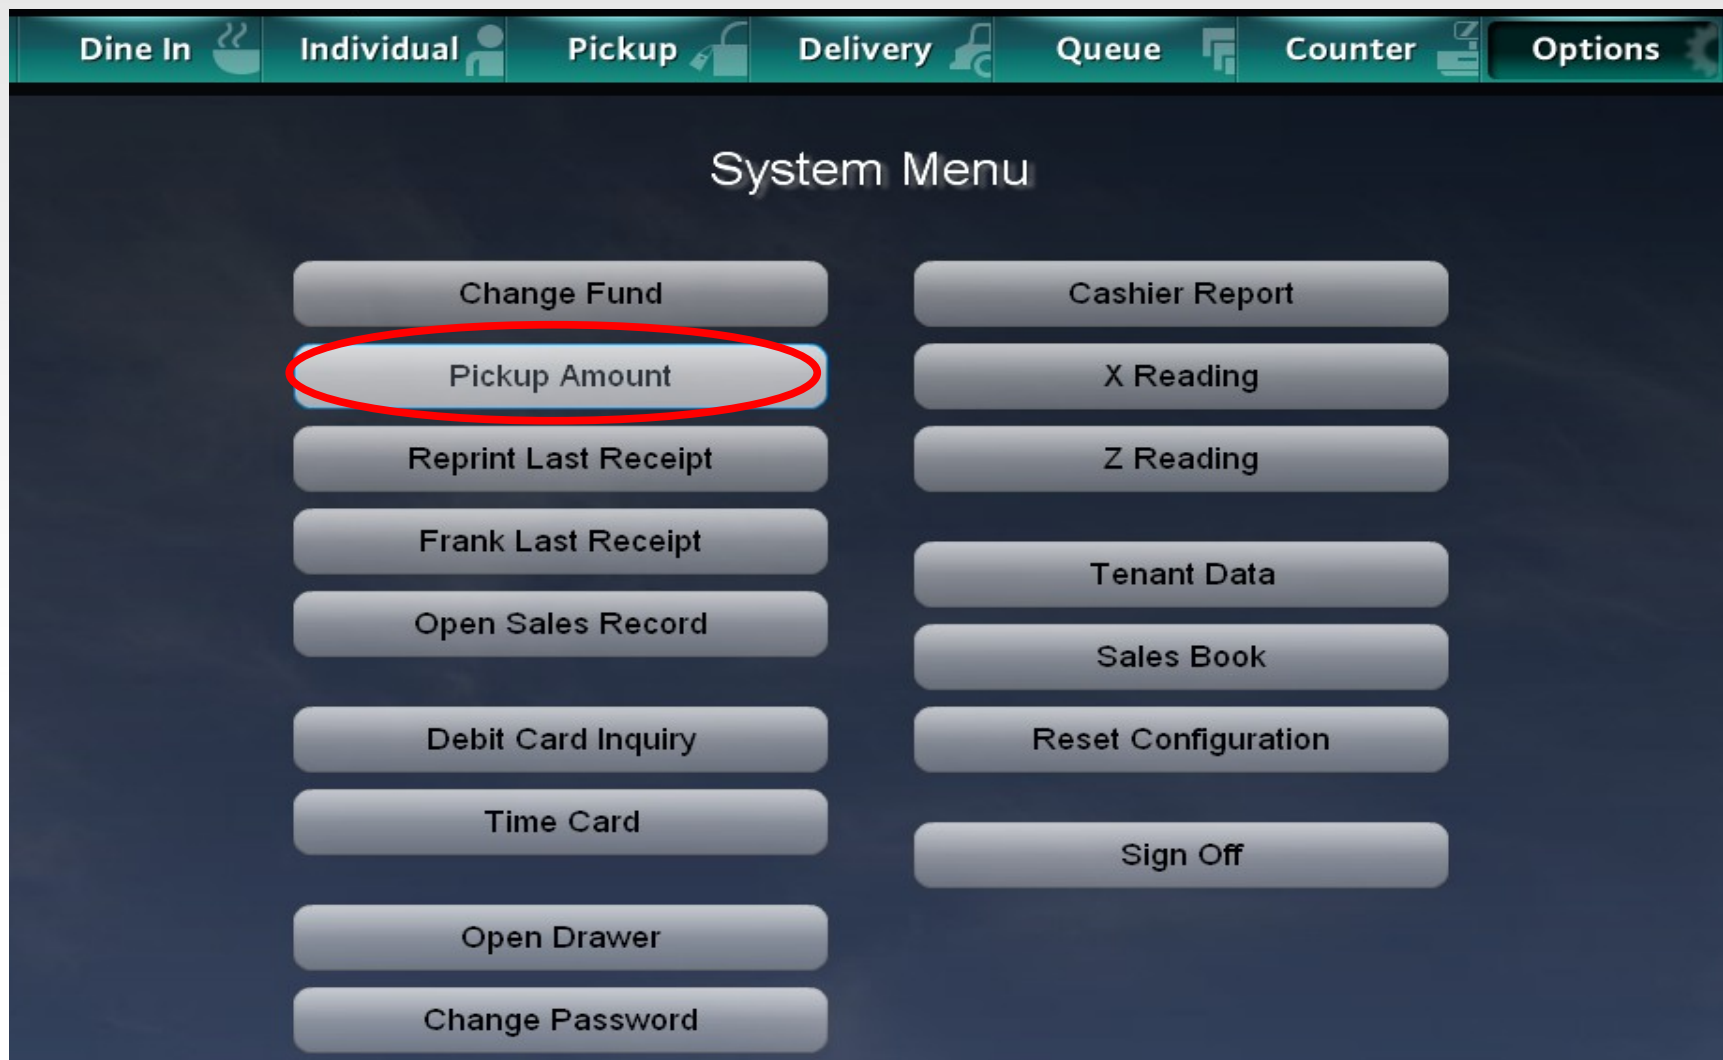 Dine In
Individual
Pickup
Delivery
Queue
Counter
Options
System Menu
Change Fund
Pickup Amount
Reprint Last Receipt
Frank Last Receipt
Open Sales Record
Debit Card Inquiry
Time Card
Open Drawer
Change Password
Cashier Report
X Reading
Z Reading
Tenant Data
Sales Book
Reset Configuration
Sign Off